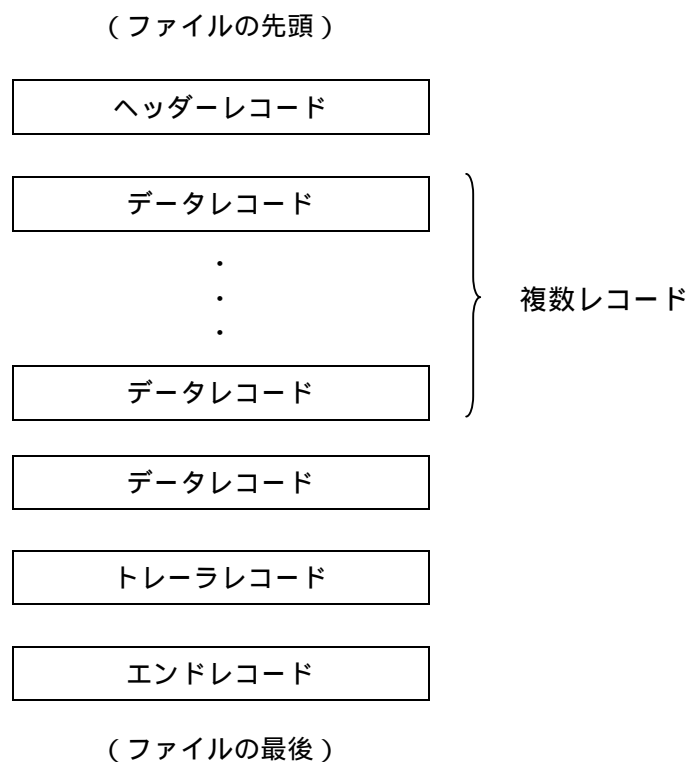 (ファイルの先頭)
ヘッダーレコード
データレコード
・
・
・
複数レコード
データレコード
データレコード
トレーラレコード
エンドレコード
(ファイルの最後)